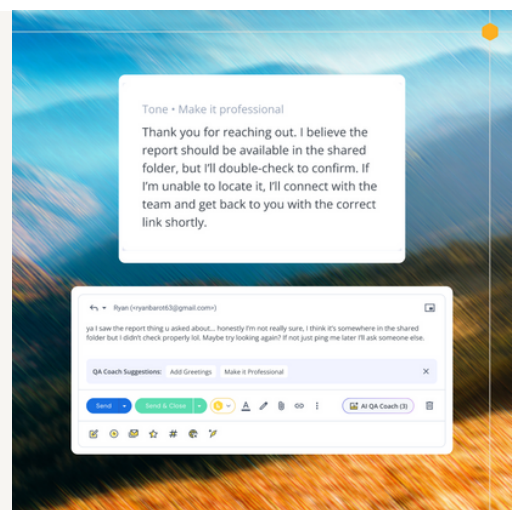 Tone • Make it professional
Thank you for reaching out. I believe the
report should be available in the shared
folder, but I'll double-check to confirm. If
I'm unable to locate it, I'll connect with the
team and get back to you with the correct
link shortly.
Ryan (<ryanbarott63@gmail.com>)
ya I saw the report thing u asked about... honestly I'm not really sure, I think it's somewhere in the shared
folder but I didn't check properly lol. Maybe try looking again? If not just ping me later I'll ask someone else.
QA Coach Suggestions: Add Greetings Make it Professional
Send Send & Close A AI QA Coach (3)
#